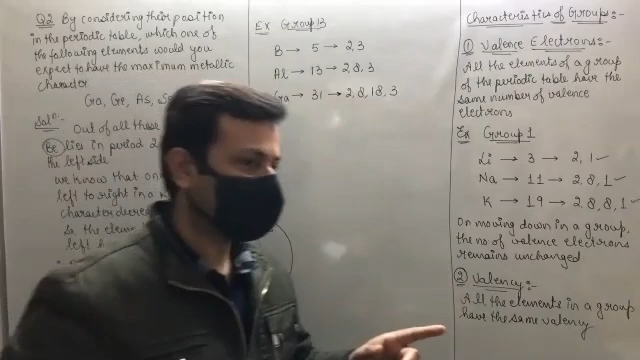 Q2 By considering their position
in the periodic table, which one of
the following elements would you
expect to have the maximum metallic
character
Ga, Ge, As,
Solⁿ:-
Out of all these
Be lies in period 2
the left side
we know that on
left to right in a
character decrea
So the elem
left
Ex Group 13
B → 5 → 2,3
Al → 13 → 2,8,3
Ga → 31 → 2,8,18,3
Characteristics of Groups:-
① Valence Electrons:-
All the elements of a group
of the periodic table have the
same number of valence
electrons
Ex Group 1
Li → 3 → 2,1 ✓
Na → 11 → 2,8,1 ✓
K → 19 → 2,8,8,1 ✓
On moving down in a group,
the no of valence electrons
remains unchanged
② Valency:-
All the elements in a group
have the same valency